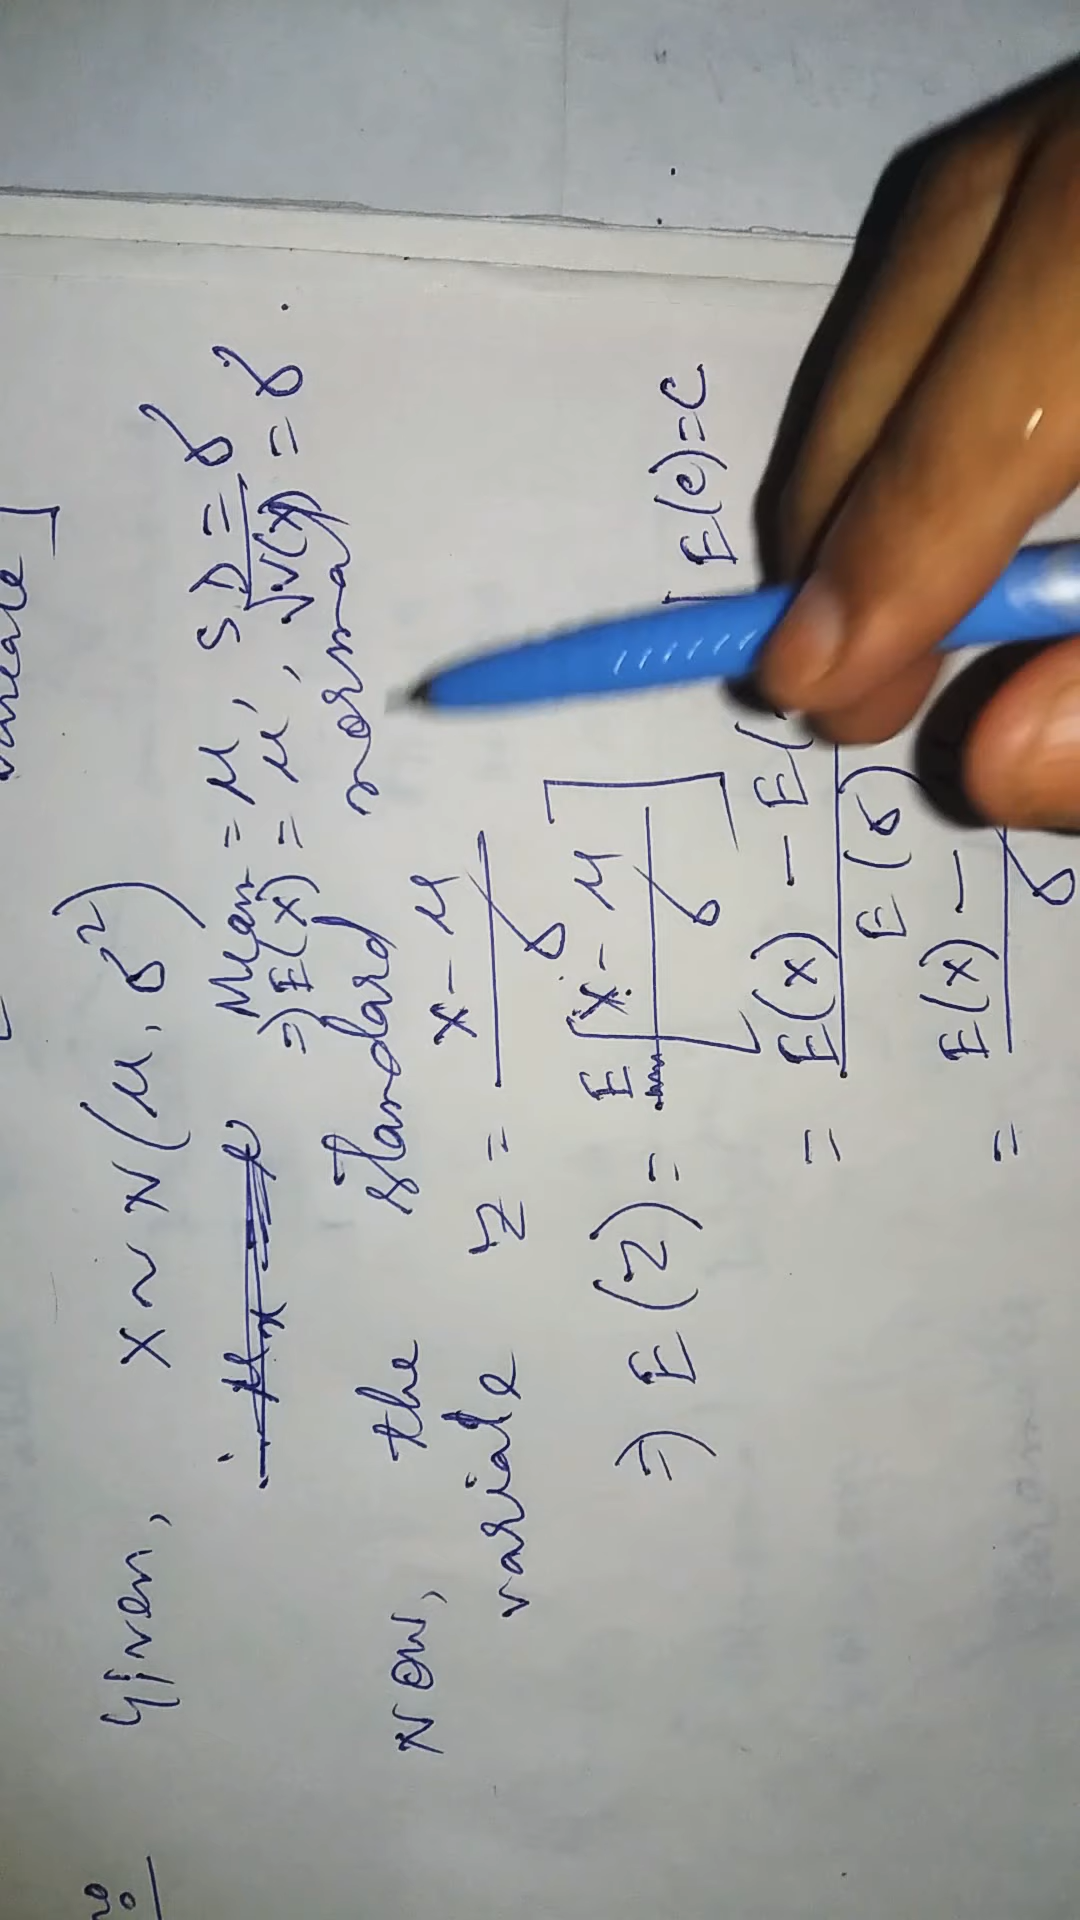 variate]
Given, X ~ N(μ, σ²)
Mean = μ, S.D = σ
⇒ E(X) = μ, √V(X) = σ.
Now, the standard normal
variate Z = X-μ / σ
⇒ E(Z) = E [X-μ / σ] [E(c)=c
= E(X) - E( / E(σ)
= E(X) - / σ